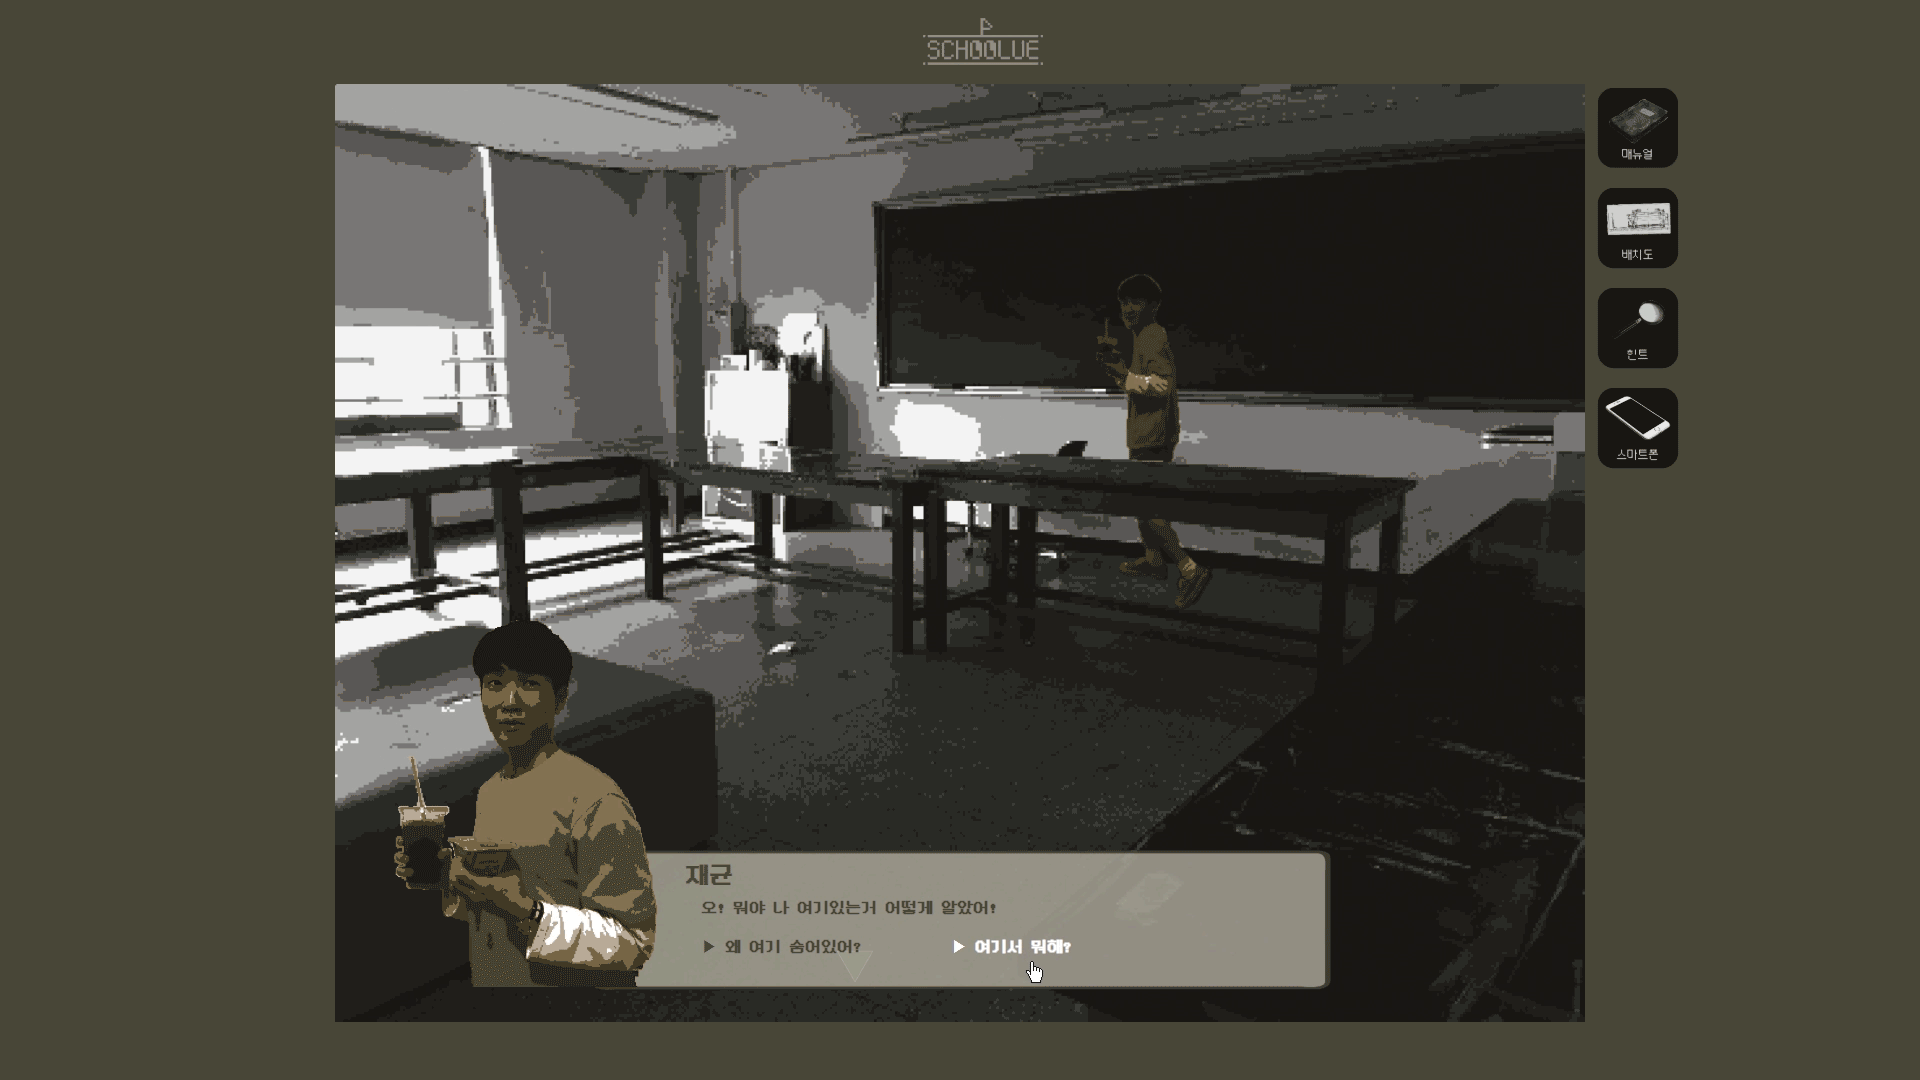 SCHOOLUE
매뉴얼
배치도
힌트
스마트폰
재균
오! 뭐야 나 여기있는거 어떻게 알았어!
▶ 왜 여기 숨어있어? ▶ 여기서 뭐해?